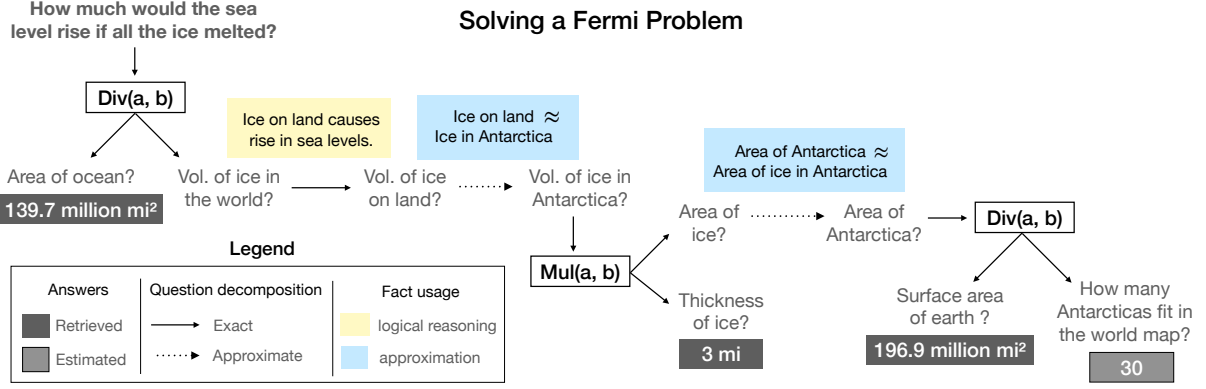 Solving a Fermi Problem
How much would the sea
level rise if all the ice melted?
Div(a, b)
Area of ocean?
139.7 million mi²
Vol. of ice in
the world?
Ice on land causes
rise in sea levels.
Vol. of ice
on land?
Ice on land ≈
Ice in Antarctica
Vol. of ice in
Antarctica?
Mul(a, b)
Area of
ice?
Thickness
of ice?
3 mi
Area of Antarctica ≈
Area of ice in Antarctica
Area of
Antarctica?
Div(a, b)
Surface area
of earth ?
196.9 million mi²
How many
Antarcticas fit in
the world map?
30
Legend
Answers
Retrieved
Estimated
Question decomposition
Exact
Approximate
Fact usage
logical reasoning
approximation